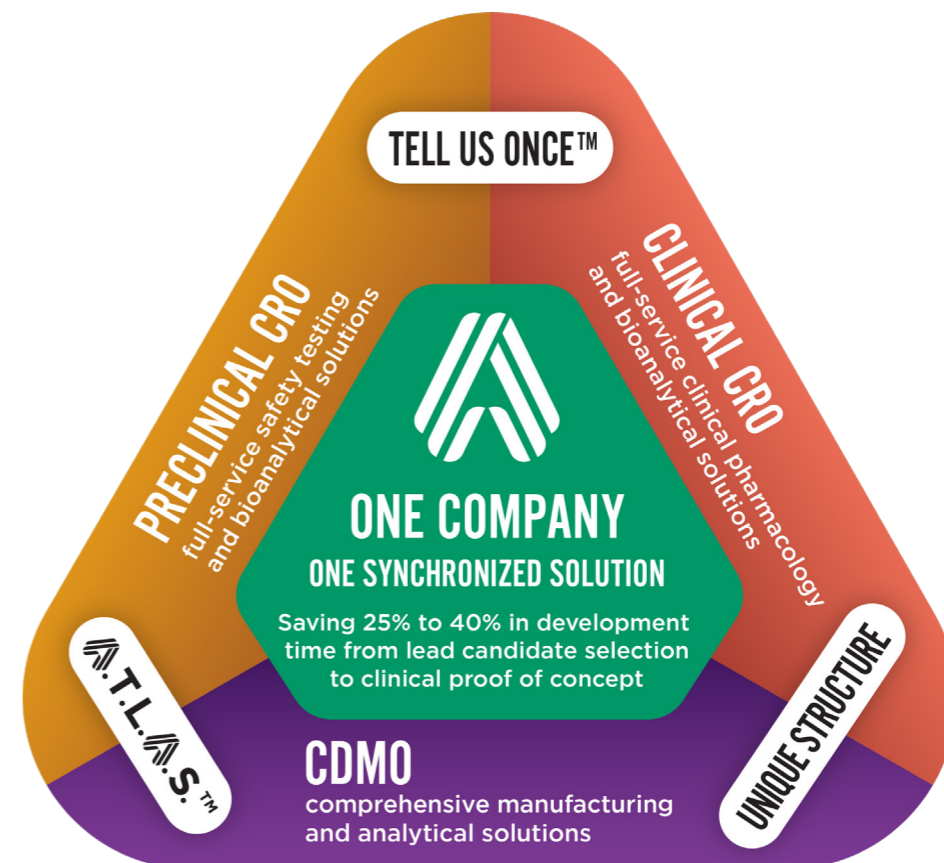 TELL US ONCE™
PRECLINICAL CRO
full-service safety testing
and bioanalytical solutions
CLINICAL CRO
full-service clinical pharmacology
and bioanalytical solutions
ONE COMPANY
ONE SYNCHRONIZED SOLUTION
Saving 25% to 40% in development
time from lead candidate selection
to clinical proof of concept
A.T.L.A.S.™
UNIQUE STRUCTURE
CDMO
comprehensive manufacturing
and analytical solutions